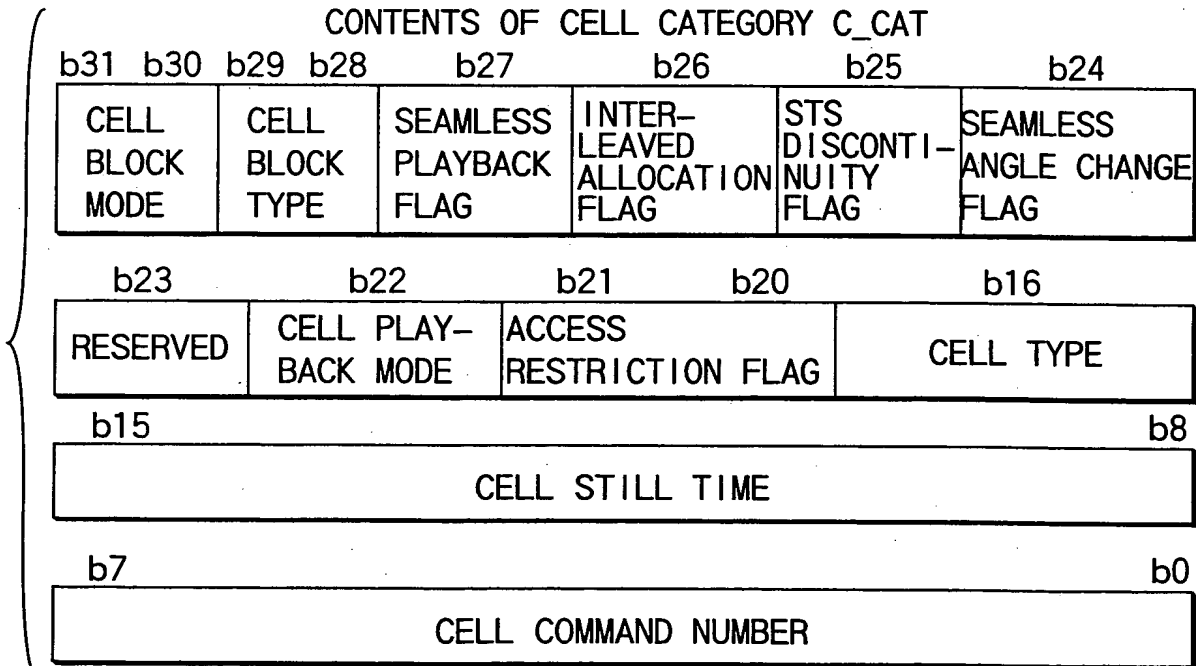 CONTENTS OF CELL CATEGORY C_CAT
b31 b30 b29 b28 b27 b26 b25 b24
CELL
BLOCK
MODE
CELL
BLOCK
TYPE
SEAMLESS
PLAYBACK
FLAG
INTER-
LEAVED
ALLOCATION
FLAG
STS
DISCONTI-
NUITY
FLAG
SEAMLESS
ANGLE CHANGE
FLAG
b23 b22 b21 b20 b16
RESERVED
CELL PLAY-
BACK MODE
ACCESS
RESTRICTION FLAG
CELL TYPE
b15 b8
CELL STILL TIME
b7 b0
CELL COMMAND NUMBER